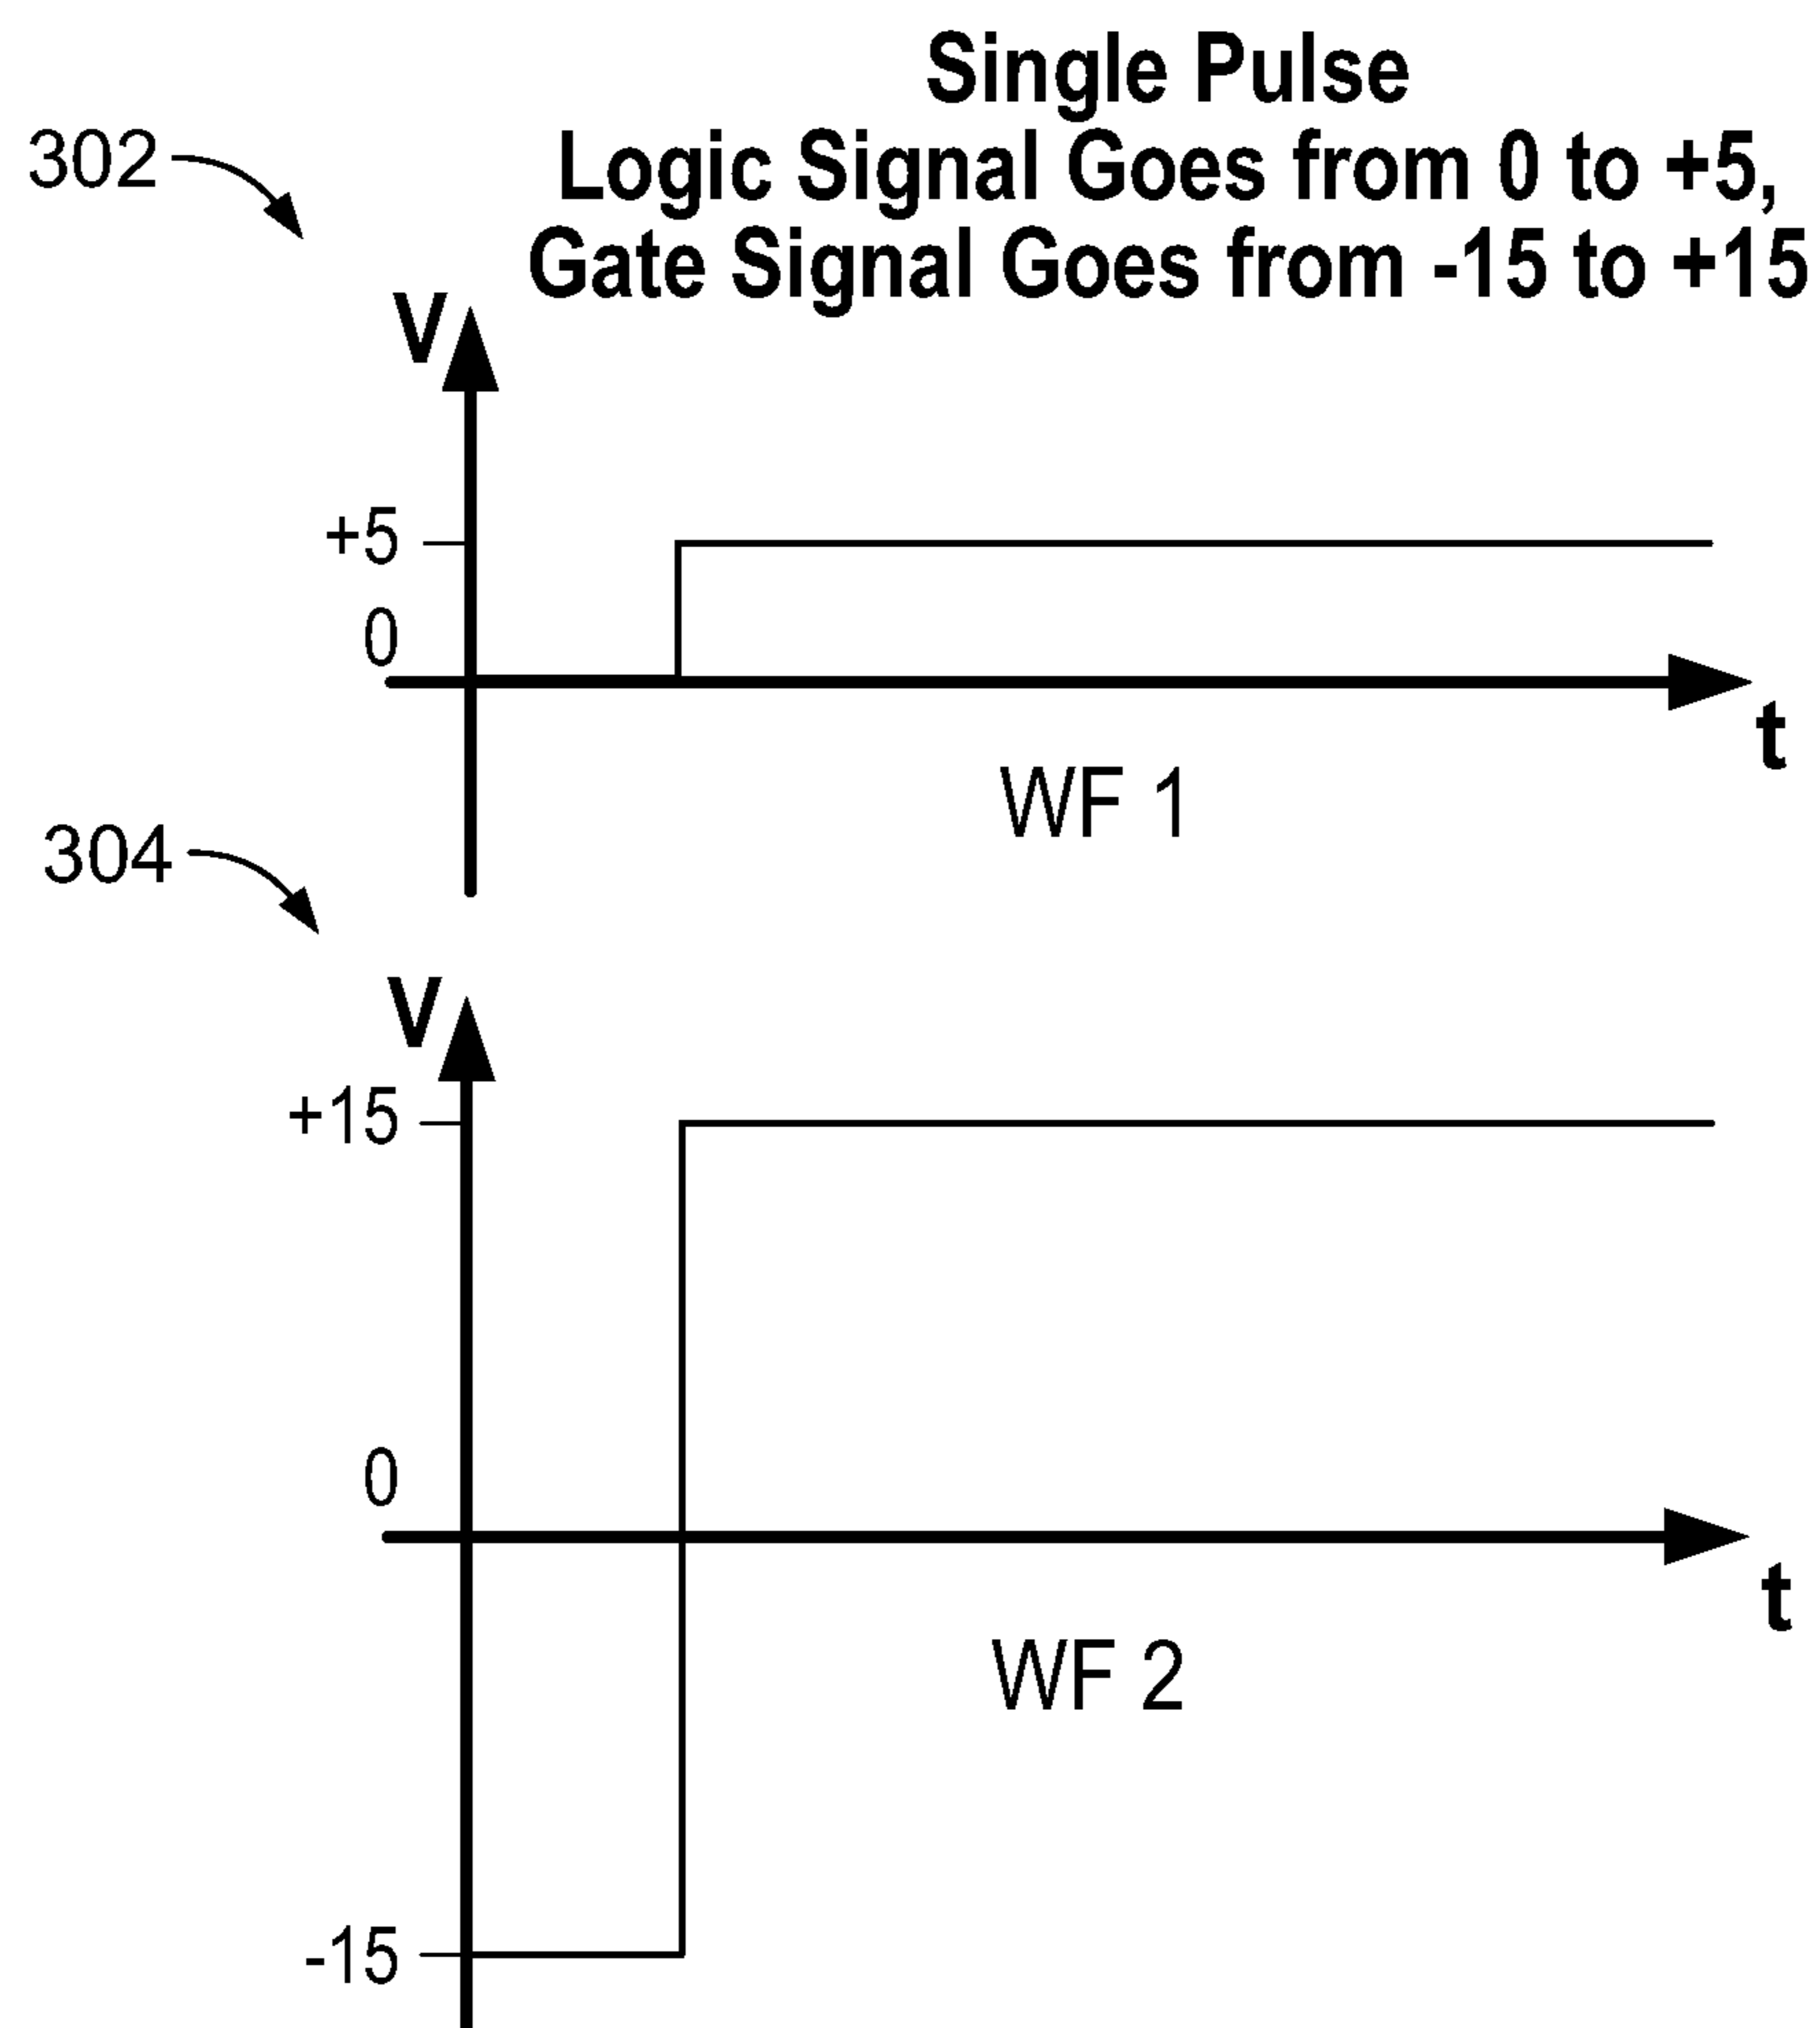 Single Pulse
Logic Signal Goes from 0 to +5,
Gate Signal Goes from -15 to +15
302
V
+5
0
t
WF 1
304
V
+15
0
t
WF 2
-15